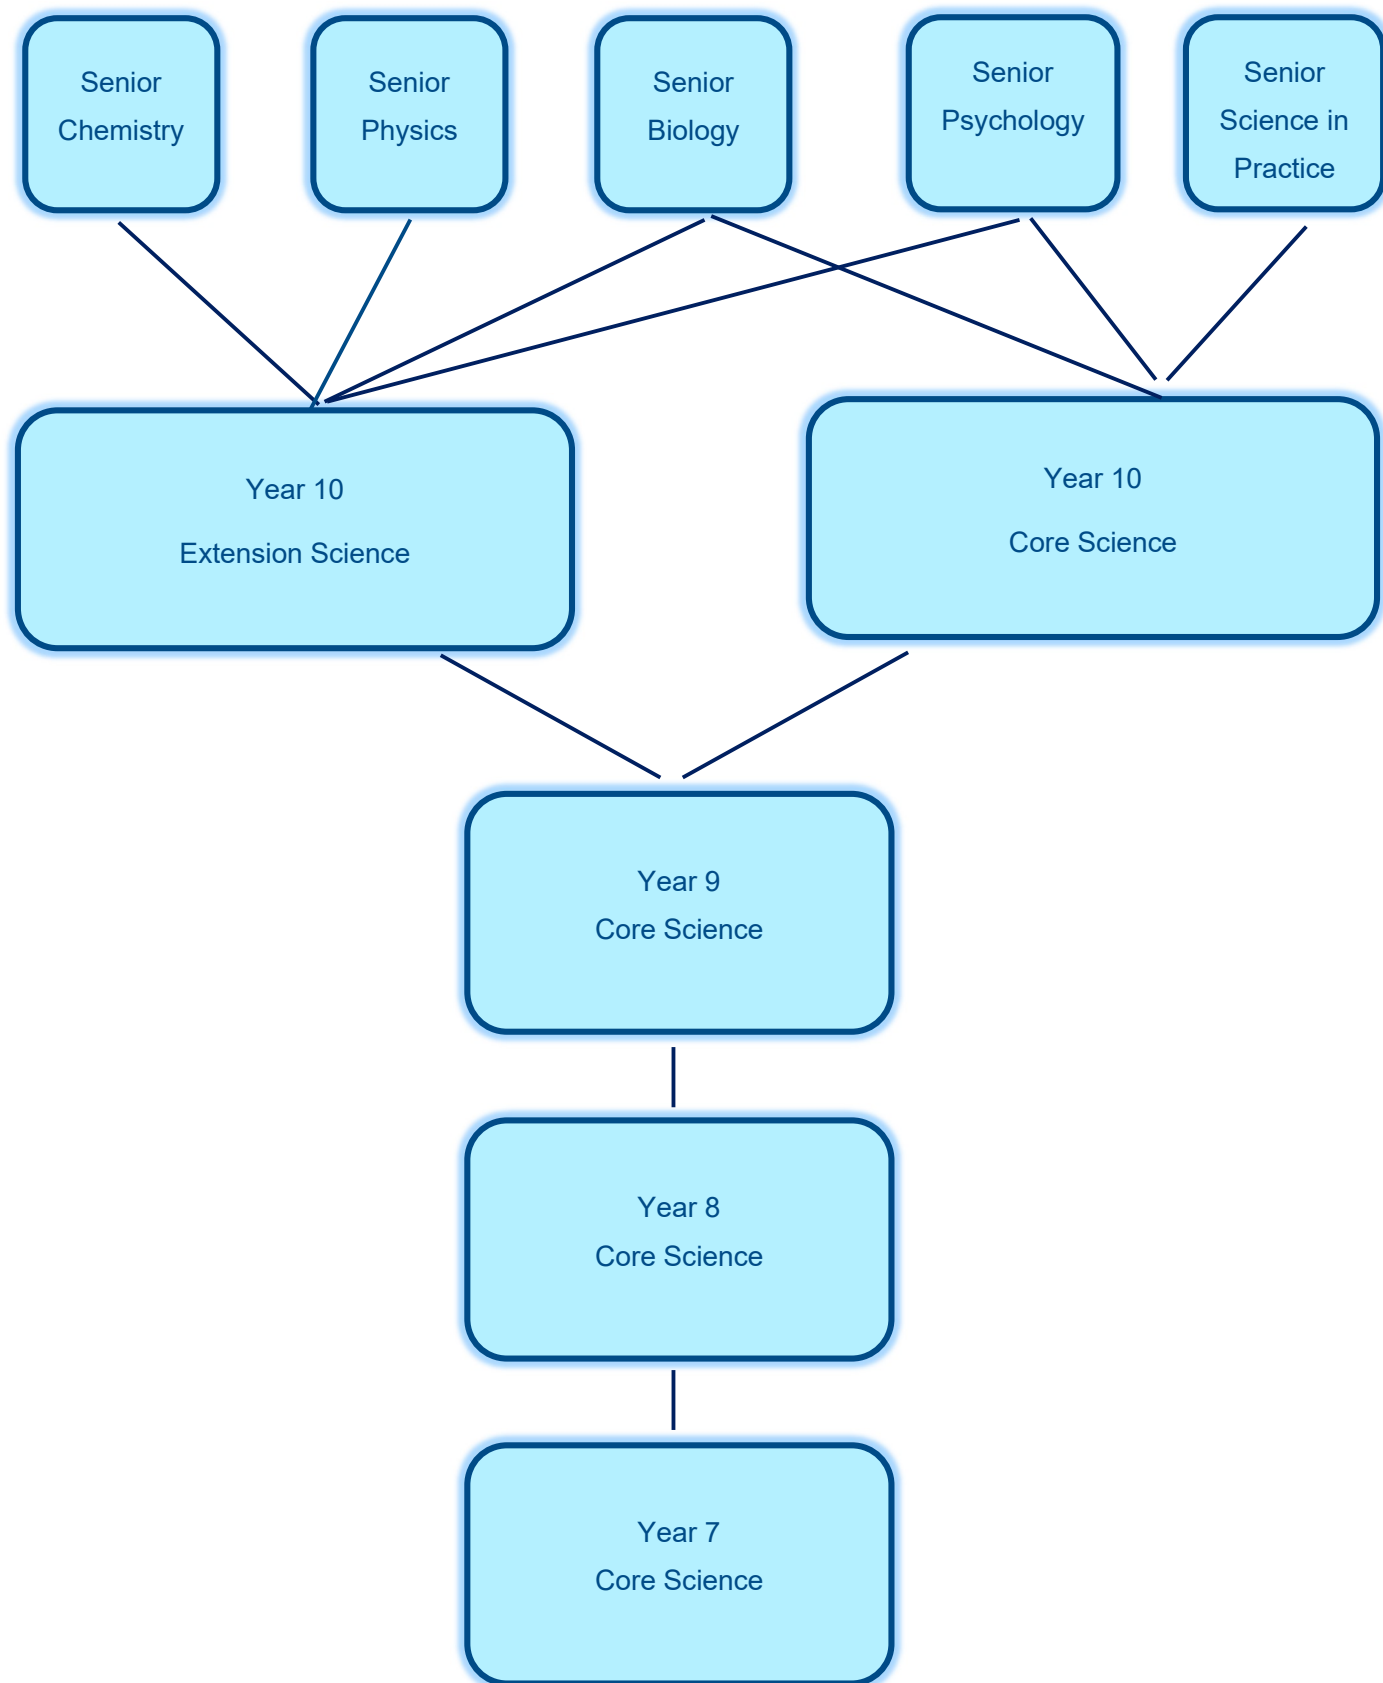 Senior
Chemistry
Senior
Physics
Senior
Biology
Senior
Psychology
Senior
Science in
Practice
Year 10
Extension Science
Year 10
Core Science
Year 9
Core Science
Year 8
Core Science
Year 7
Core Science